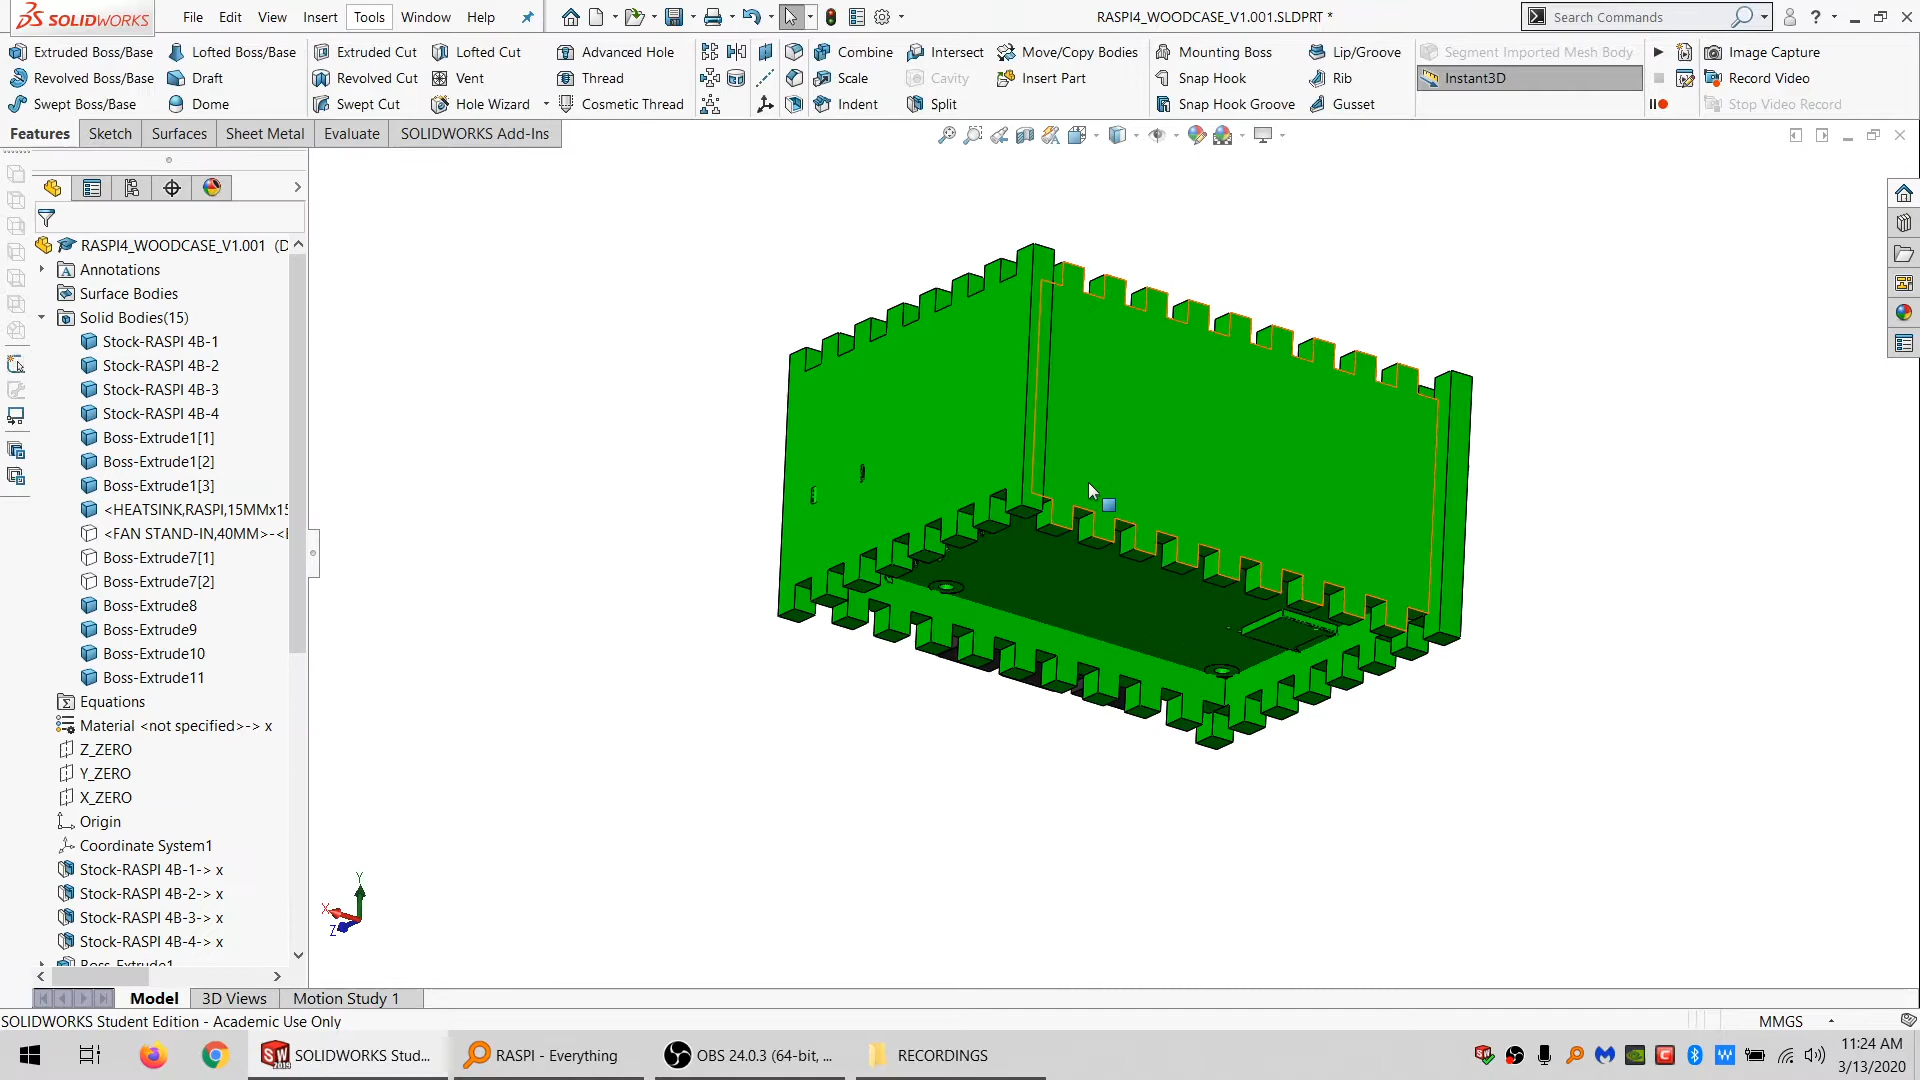 SOLIDWORKS
File Edit View Insert Tools Window Help
RASPI4_WOODCASE_V1.001.SLDPRT *
Search Commands
?
Extruded Boss/Base
Revolved Boss/Base
Swept Boss/Base
Lofted Boss/Base
Draft
Dome
Extruded Cut
Revolved Cut
Swept Cut
Lofted Cut
Vent
Hole Wizard
Advanced Hole
Thread
Cosmetic Thread
Combine
Scale
Indent
Intersect
Cavity
Split
Move/Copy Bodies
Insert Part
Mounting Boss
Snap Hook
Snap Hook Groove
Lip/Groove
Rib
Gusset
Segment Imported Mesh Body
Instant3D
Image Capture
Record Video
Stop Video Record
Features Sketch Surfaces Sheet Metal Evaluate SOLIDWORKS Add-Ins
RASPI4_WOODCASE_V1.001 (D
Annotations
Surface Bodies
Solid Bodies(15)
Stock-RASPI 4B-1
Stock-RASPI 4B-2
Stock-RASPI 4B-3
Stock-RASPI 4B-4
Boss-Extrude1[1]
Boss-Extrude1[2]
Boss-Extrude1[3]
<HEATSINK,RASPI,15MMx15
<FAN STAND-IN,40MM>-<
Boss-Extrude7[1]
Boss-Extrude7[2]
Boss-Extrude8
Boss-Extrude9
Boss-Extrude10
Boss-Extrude11
Equations
Material <not specified>-> x
Z_ZERO
Y_ZERO
X_ZERO
Origin
Coordinate System1
Stock-RASPI 4B-1-> x
Stock-RASPI 4B-2-> x
Stock-RASPI 4B-3-> x
Stock-RASPI 4B-4-> x
Boss-Extrude1
Y
X
Z
Model 3D Views Motion Study 1
SOLIDWORKS Student Edition - Academic Use Only
MMGS
SOLIDWORKS Stud...
RASPI - Everything
OBS 24.0.3 (64-bit, ...
RECORDINGS
11:24 AM
3/13/2020